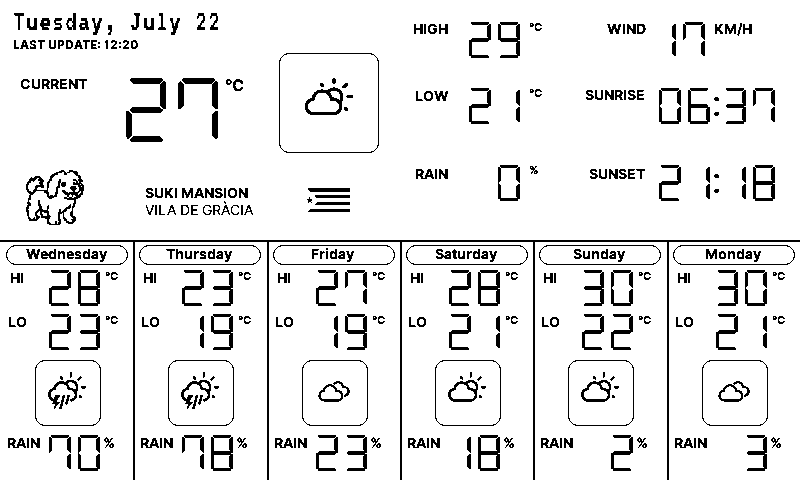 Tuesday, July 22
LAST UPDATE: 12:20
CURRENT 27 °C
SUKI MANSION
VILA DE GRÀCIA
HIGH 29 °C
LOW 21 °C
RAIN 0 %
WIND 17 KM/H
SUNRISE 06:37
SUNSET 21:18
Wednesday
HI 28 °C
LO 23 °C
RAIN 70 %
Thursday
HI 23 °C
LO 19 °C
RAIN 78 %
Friday
HI 27 °C
LO 19 °C
RAIN 23 %
Saturday
HI 28 °C
LO 21 °C
RAIN 18 %
Sunday
HI 30 °C
LO 22 °C
RAIN 2 %
Monday
HI 30 °C
LO 21 °C
RAIN 3 %